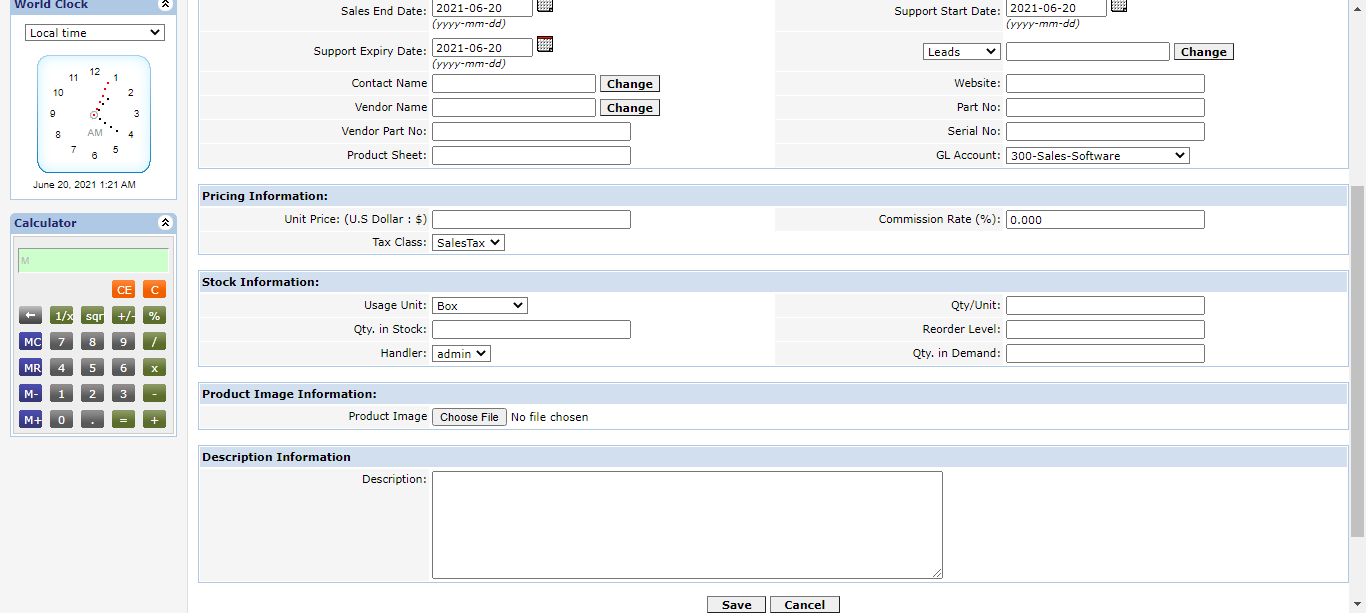 World Clock
Local time
12
11 1
10 2
9 3
AM
8 4
7 5
6
June 20, 2021 1:21 AM
Calculator
M
CE C
← 1/x sqr +/- %
MC 7 8 9 /
MR 4 5 6 x
M- 1 2 3 -
M+ 0 . = +
Sales End Date: 2021-06-20 Support Start Date: 2021-06-20
(yyyy-mm-dd) (yyyy-mm-dd)
Support Expiry Date: 2021-06-20 Leads Change
(yyyy-mm-dd)
Contact Name Change Website:
Vendor Name Change Part No:
Vendor Part No: Serial No:
Product Sheet: GL Account: 300-Sales-Software
Pricing Information:
Unit Price: (U.S Dollar : $) Commission Rate (%): 0.000
Tax Class: SalesTax
Stock Information:
Usage Unit: Box Qty/Unit:
Qty. in Stock: Reorder Level:
Handler: admin Qty. in Demand:
Product Image Information:
Product Image Choose File No file chosen
Description Information
Description:
Save Cancel